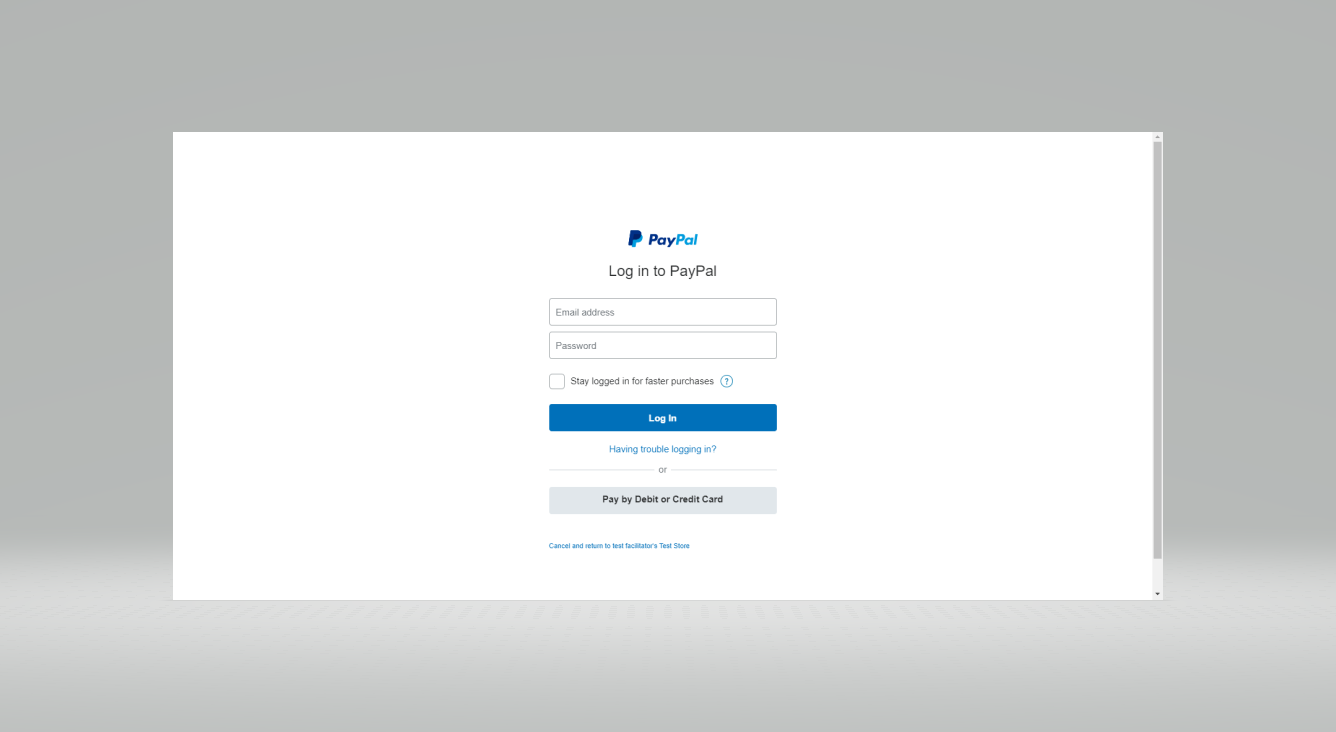 PayPal
Log in to PayPal
Email address
Password
Stay logged in for faster purchases ?
Log In
Having trouble logging in?
or
Pay by Debit or Credit Card
Cancel and return to test facilitator's Test Store